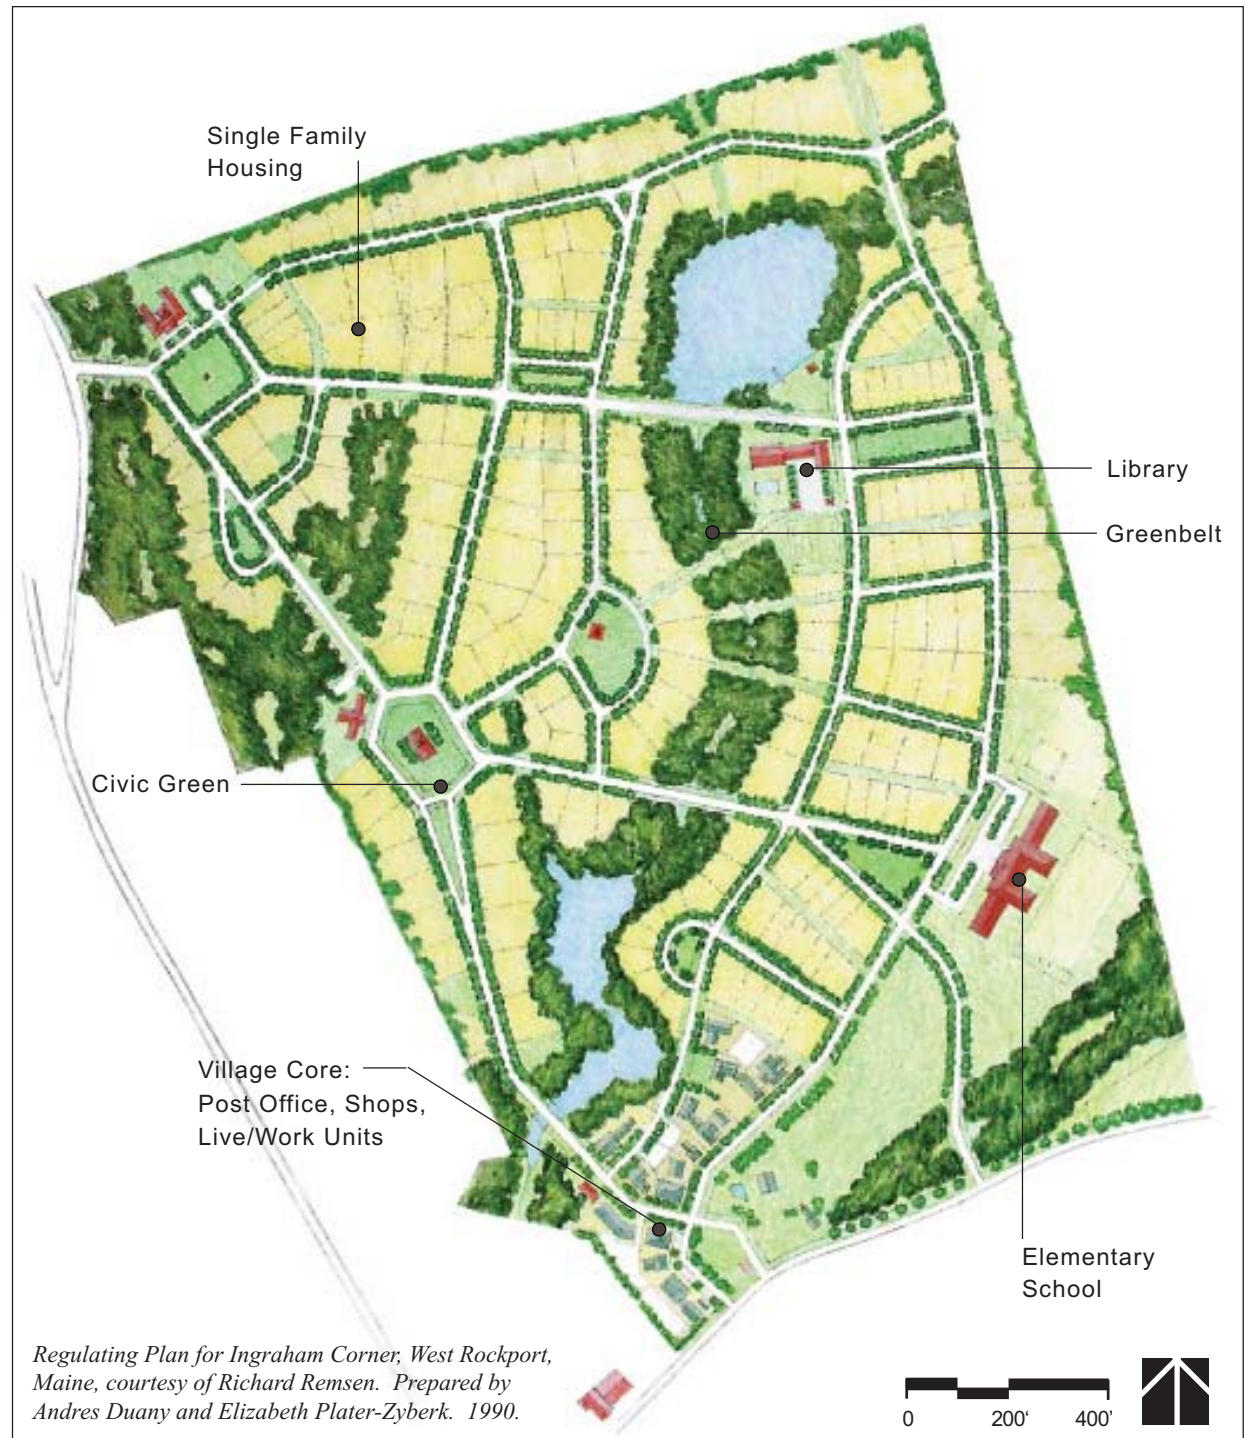 Single Family
Housing
Library
Greenbelt
Civic Green
Village Core:
Post Office, Shops,
Live/Work Units
Elementary
School
Regulating Plan for Ingraham Corner, West Rockport,
Maine, courtesy of Richard Remsen. Prepared by
Andres Duany and Elizabeth Plater-Zyberk. 1990.
0 200' 400'